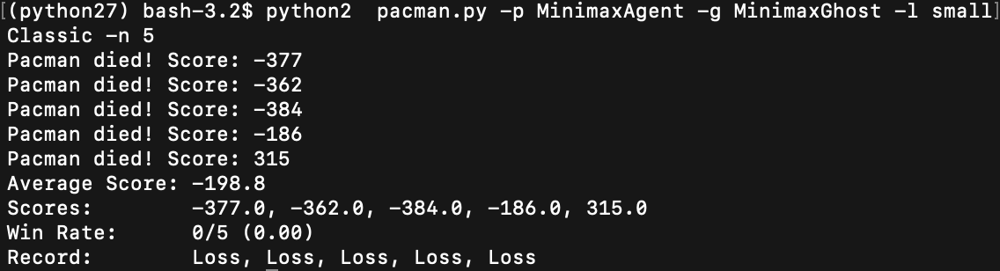 [(python27) bash-3.2$ python2  pacman.py -p MinimaxAgent -g MinimaxGhost -l small]
Classic -n 5
Pacman died! Score: -377
Pacman died! Score: -362
Pacman died! Score: -384
Pacman died! Score: -186
Pacman died! Score: 315
Average Score: -198.8
Scores:        -377.0, -362.0, -384.0, -186.0, 315.0
Win Rate:      0/5 (0.00)
Record:        Loss, Loss, Loss, Loss, Loss